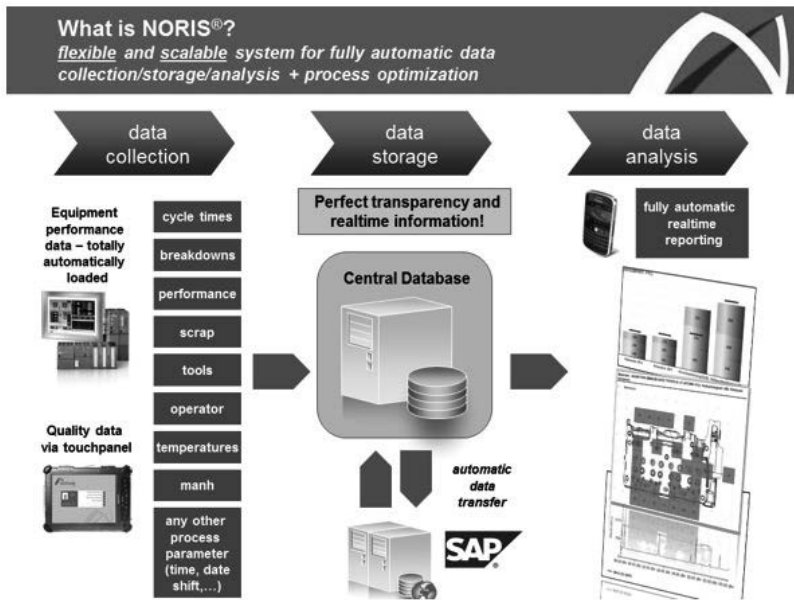 What is NORIS®?
flexible and scalable system for fully automatic data
collection/storage/analysis + process optimization
data
collection
data
storage
data
analysis
Equipment
performance
data – totally
automatically
loaded
Quality data
via touchpanel
cycle times
breakdowns
performance
scrap
tools
operator
temperatures
manh
any other
process
parameter
(time, date
shift,...)
Perfect transparency and
realtime information!
Central Database
automatic
data
transfer
SAP®
fully automatic
realtime
reporting